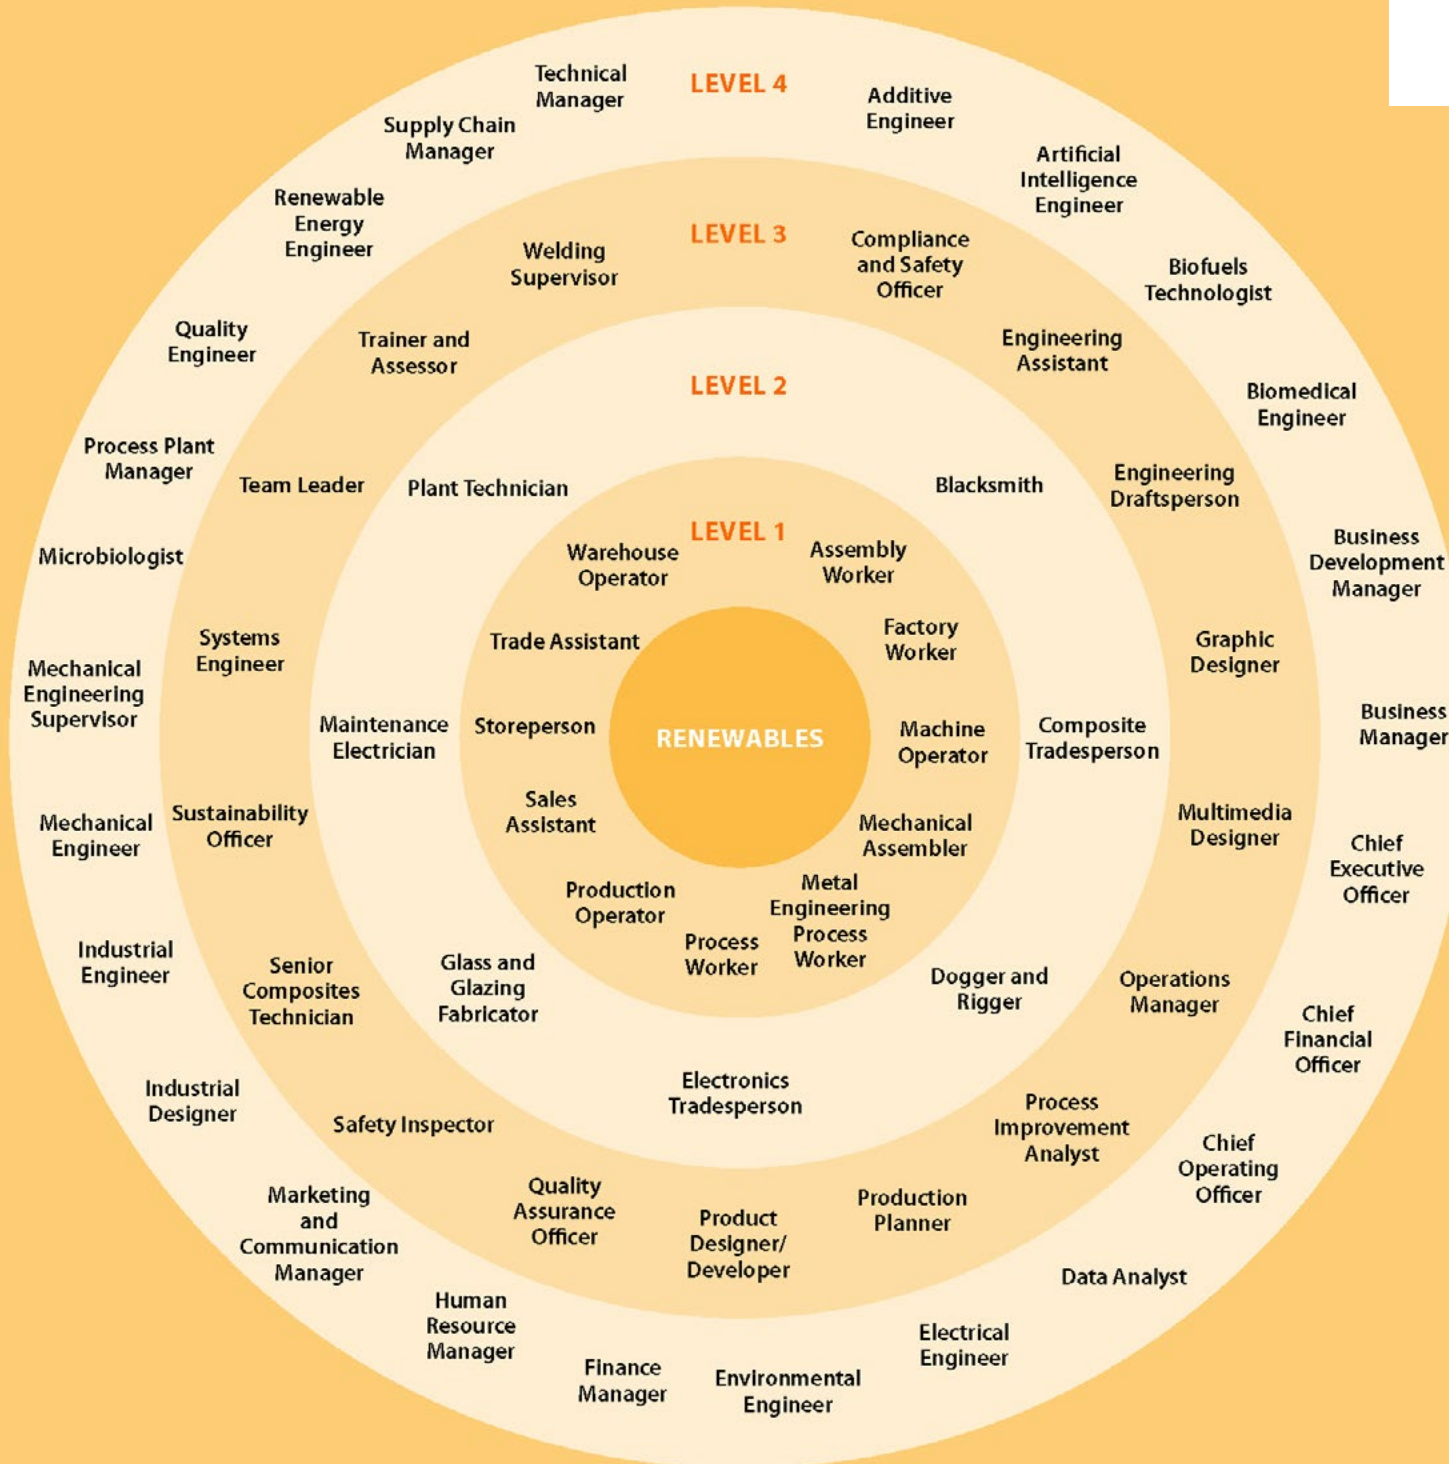 LEVEL 4
Additive
Engineer
Artificial
Intelligence
Engineer
Biofuels
Technologist
Biomedical
Engineer
Business
Development
Manager
Business
Manager
Chief
Executive
Officer
Chief
Financial
Officer
Chief
Operating
Officer
Data Analyst
Electrical
Engineer
Environmental
Engineer
Finance
Manager
Human
Resource
Manager
Marketing
and
Communication
Manager
Industrial
Designer
Industrial
Engineer
Mechanical
Engineer
Mechanical
Engineering
Supervisor
Microbiologist
Process Plant
Manager
Quality
Engineer
Renewable
Energy
Engineer
Supply Chain
Manager
Technical
Manager
LEVEL 3
Compliance
and Safety
Officer
Engineering
Assistant
Engineering
Draftsperson
Graphic
Designer
Multimedia
Designer
Operations
Manager
Process
Improvement
Analyst
Production
Planner
Product
Designer/
Developer
Quality
Assurance
Officer
Safety Inspector
Senior
Composites
Technician
Sustainability
Officer
Systems
Engineer
Team Leader
Trainer and
Assessor
Welding
Supervisor
LEVEL 2
Blacksmith
Composite
Tradesperson
Dogger and
Rigger
Electronics
Tradesperson
Glass and
Glazing
Fabricator
Maintenance
Electrician
Plant Technician
LEVEL 1
Assembly
Worker
Factory
Worker
Machine
Operator
Mechanical
Assembler
Metal
Engineering
Process
Worker
Process
Worker
Production
Operator
Sales
Assistant
Storeperson
Trade Assistant
Warehouse
Operator
RENEWABLES